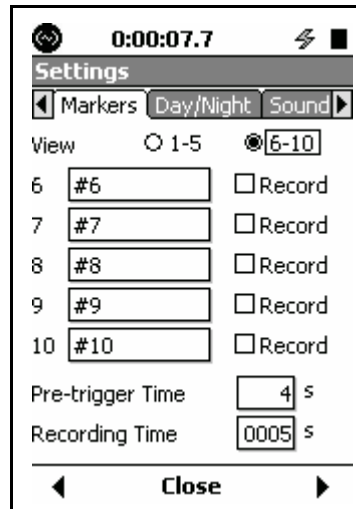 0:00:07.7
Settings
Markers Day/Night Sound
View 1-5 6-10
6 #6 Record
7 #7 Record
8 #8 Record
9 #9 Record
10 #10 Record
Pre-trigger Time 4 s
Recording Time 0005 s
Close